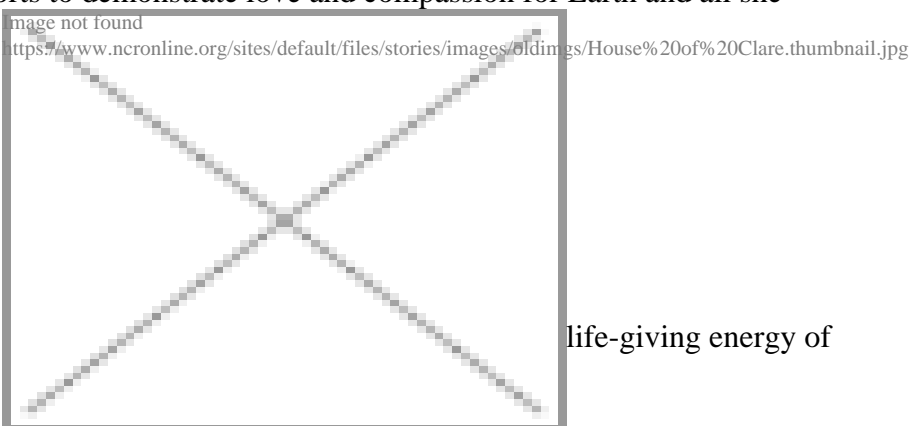 to demonstrate love and compassion for Earth and all she
Image not found
https://www.ncronline.org/sites/default/files/stories/images/oldimgs/House%20of%20Clare.thumbnail.jpg
life-giving energy of